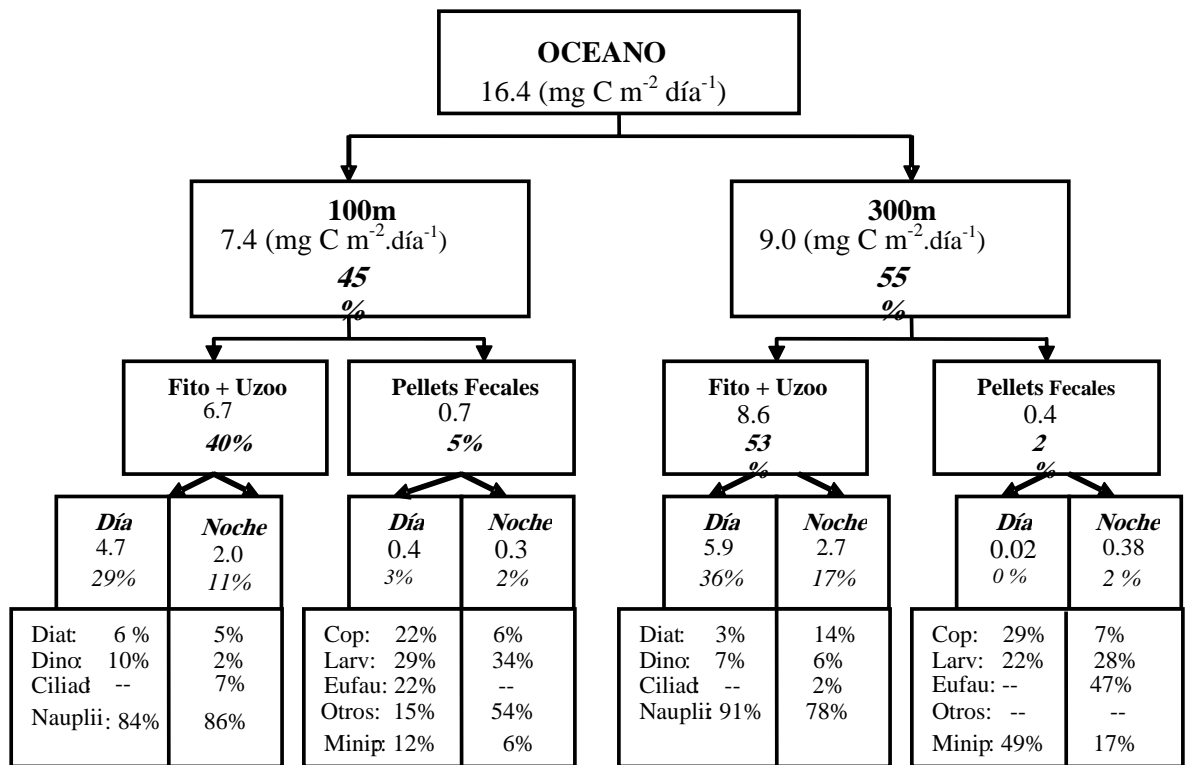 OCEANO
16.4 (mg C m-2 día-1)
100m
7.4 (mg C m-2.día-1)
45
%
300m
9.0 (mg C m-2.día-1)
55
%
Fito + Uzoo
6.7
40%
Pellets Fecales
0.7
5%
Fito + Uzoo
8.6
53
%
Pellets Fecales
0.4
2
%
Día
4.7
29%
Noche
2.0
11%
Día
0.4
3%
Noche
0.3
2%
Día
5.9
36%
Noche
2.7
17%
Día
0.02
0 %
Noche
0.38
2 %
Diat: 6 % 5%
Dino: 10% 2%
Ciliad: -- 7%
Nauplii: 84% 86%
Cop: 22% 6%
Larv: 29% 34%
Eufau: 22% --
Otros: 15% 54%
Minip: 12% 6%
Diat: 3% 14%
Dino: 7% 6%
Ciliad: -- 2%
Nauplii: 91% 78%
Cop: 29% 7%
Larv: 22% 28%
Eufau: -- 47%
Otros: -- --
Minip: 49% 17%